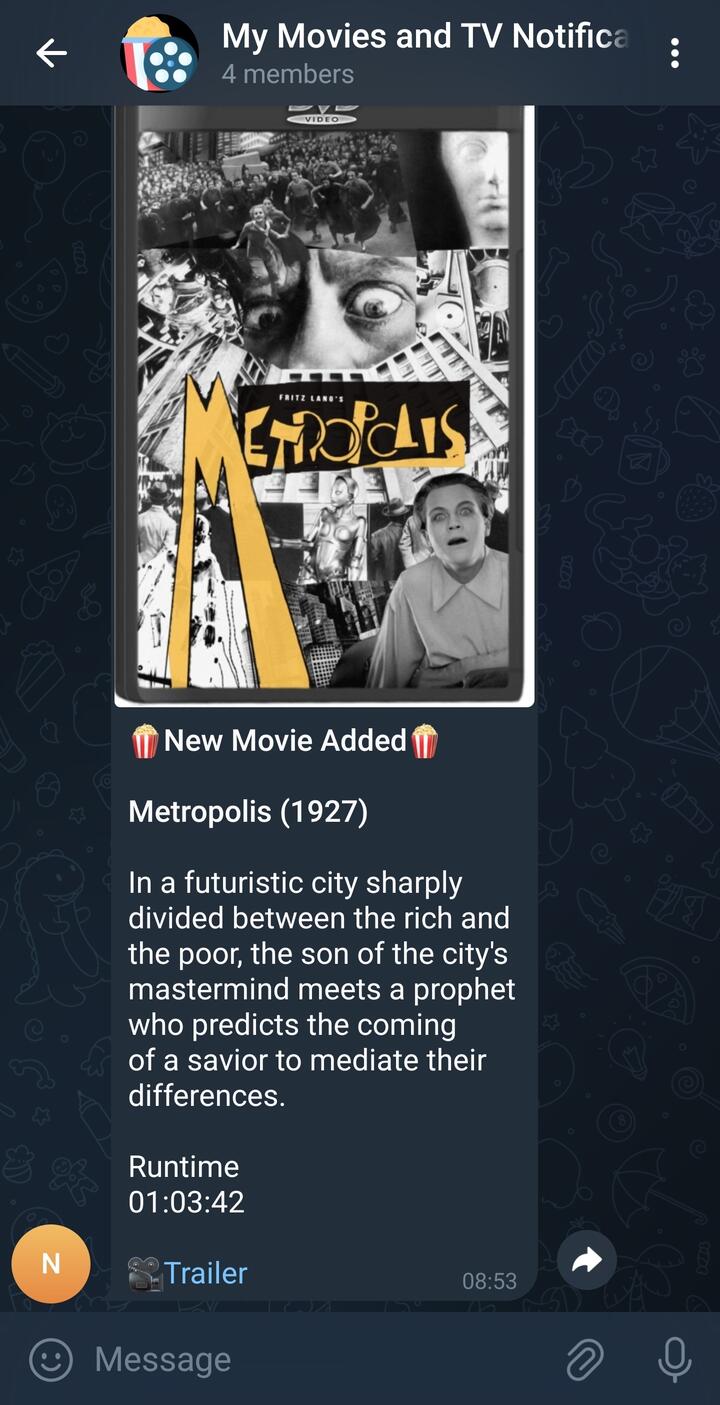 My Movies and TV Notifica
4 members
VIDEO
FRITZ LANG'S
METROPOLIS
🍿New Movie Added🍿
Metropolis (1927)
In a futuristic city sharply
divided between the rich and
the poor, the son of the city's
mastermind meets a prophet
who predicts the coming
of a savior to mediate their
differences.
Runtime
01:03:42
N
🎥Trailer
08:53
Message